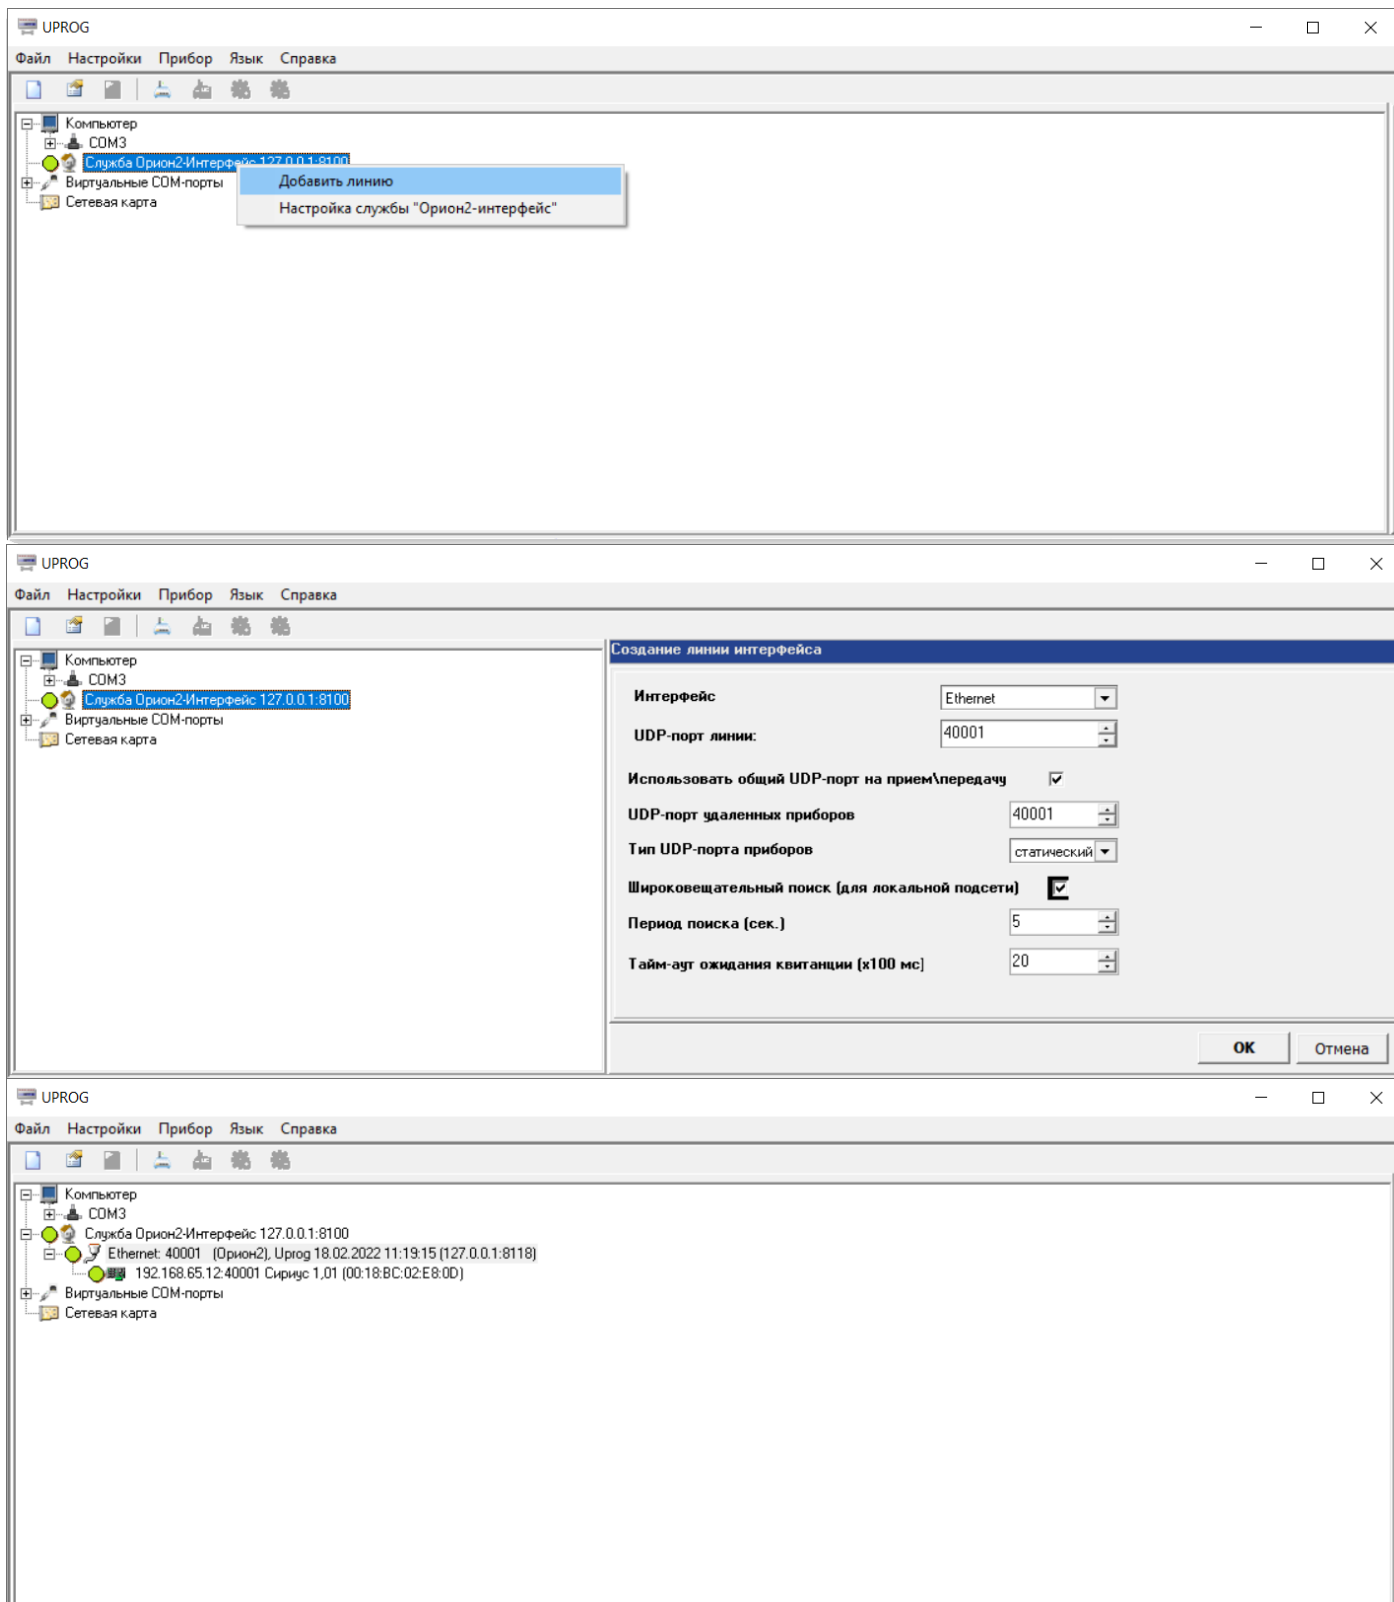 UPROG
Файл Настройки Прибор Язык Справка
Компьютер
COM3
Служба Орион2-Интерфейс 127.0.0.1:8100
Добавить линию
Виртуальные COM-порты
Настройка службы "Орион2-интерфейс"
Сетевая карта
UPROG
Файл Настройки Прибор Язык Справка
Компьютер
COM3
Служба Орион2-Интерфейс 127.0.0.1:8100
Виртуальные COM-порты
Сетевая карта
Создание линии интерфейса
Интерфейс Ethernet
UDP-порт линии: 40001
Использовать общий UDP-порт на прием\передачу
UDP-порт удаленных приборов 40001
Тип UDP-порта приборов статический
Широковещательный поиск (для локальной подсети)
Период поиска (сек.) 5
Тайм-аут ожидания квитанции (х100 мс] 20
OK Отмена
UPROG
Файл Настройки Прибор Язык Справка
Компьютер
COM3
Служба Орион2-Интерфейс 127.0.0.1:8100
Ethernet: 40001 (Орион2), Uprog 18.02.2022 11:19:15 (127.0.0.1:8118)
192.168.65.12:40001 Сириус 1,01 (00:18:BC:02:E8:0D)
Виртуальные COM-порты
Сетевая карта